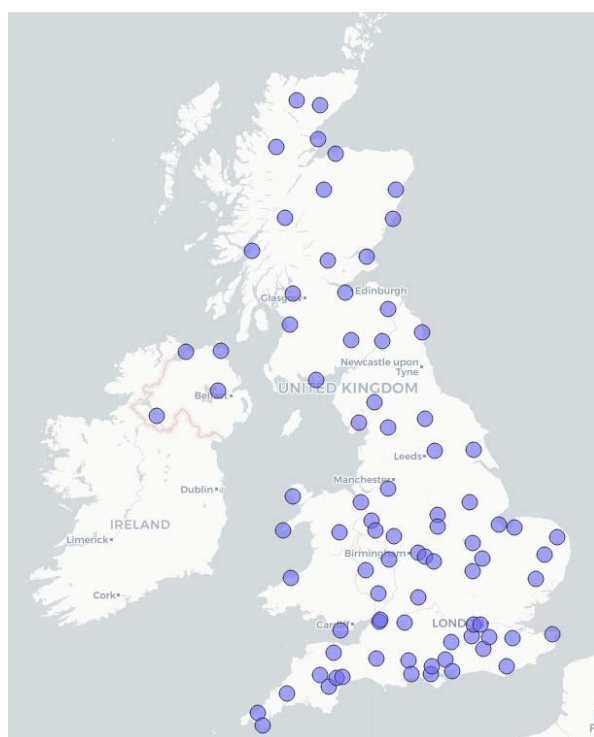 Edinburgh
Glasgow
Newcastle upon
Tyne
UNITED KINGDOM
Belfast
Leeds
Manchester
Dublin
IRELAND
Limerick
Birmingham
Cork
Cardiff
LONDON